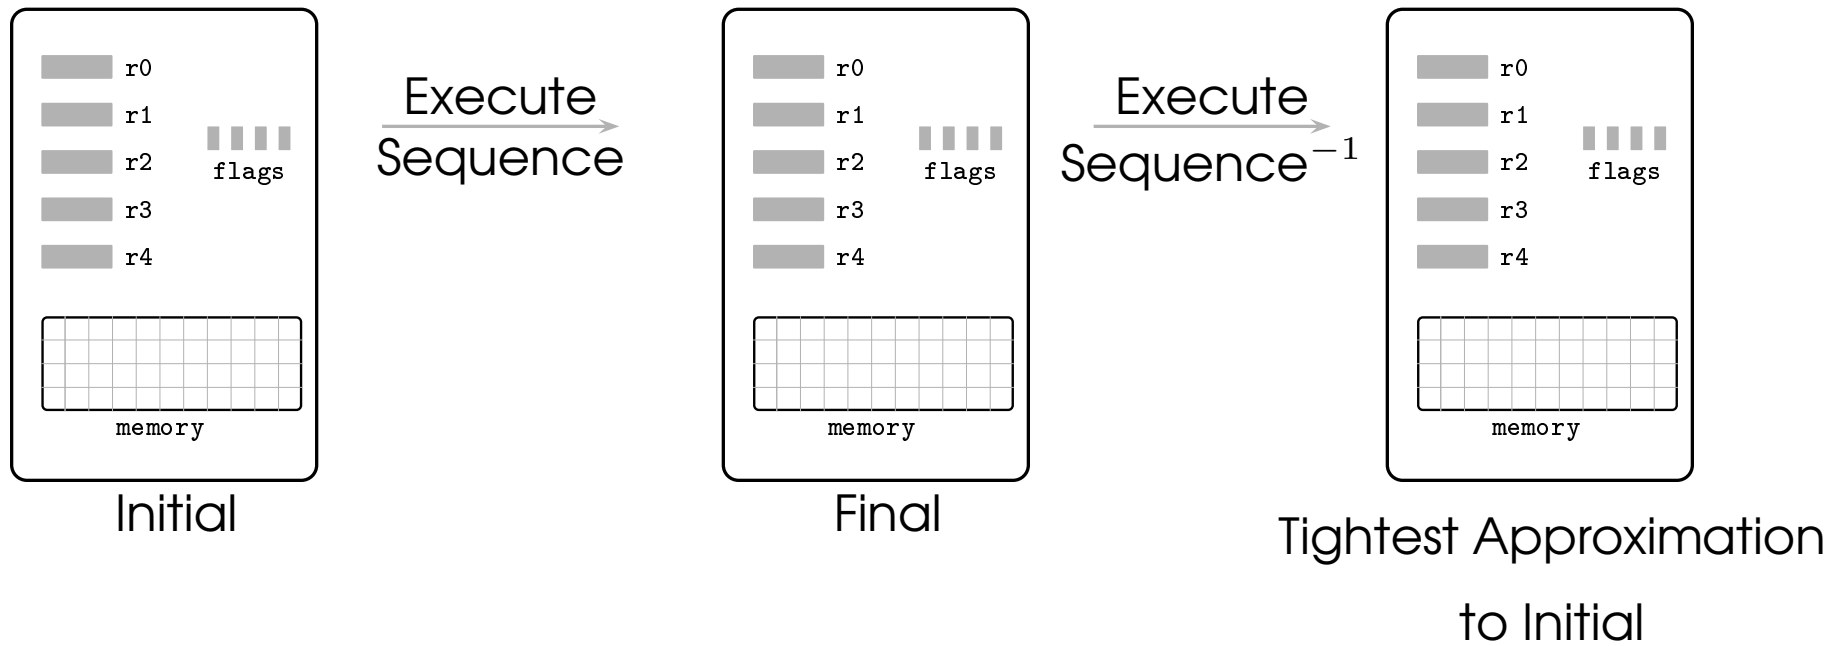 r0
r1
r2
r3
r4
flags
memory
Initial
Execute
Sequence
r0
r1
r2
r3
r4
flags
memory
Final
Execute
Sequence⁻¹
r0
r1
r2
r3
r4
flags
memory
Tightest Approximation
to Initial